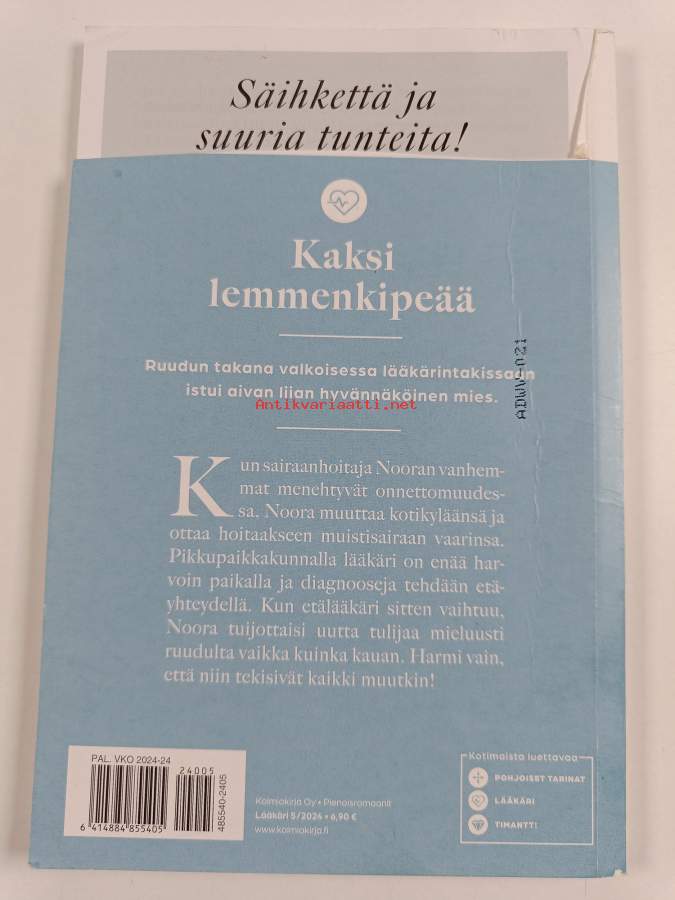 Säihkettä ja
suuria tunteita!
Kaksi
lemmenkipeää
Ruudun takana valkoisessa lääkärintakissaan
istui aivan liian hyvännäköinen mies.
Antikvariaatti.net
ADWV-021
Kun sairaanhoitaja Nooran vanhem-
mat menehtyvät onnettomuudes-
sa. Noora muuttaa kotikyläänsä ja
ottaa hoitaakseen muistisairaan vaarinsa.
Pikkupaikkakunnalla lääkäri on enää har-
voin paikalla ja diagnooseja tehdään etä-
yhteydellä. Kun etälääkäri sitten vaihtuu,
Noora tuijottaisi uutta tulijaa mieluusti
ruudulta vaikka kuinka kauan. Harmi vain,
että niin tekisivät kaikki muutkin!
PAL. VKO 2024-24
24005
6 414884 855405
485540-2405
Kolmiokirja Oy • Pienoisromaanit
Lääkäri 5/2024 • 6,90 €
www.kolmiokirja.fi
Kotimaista luettavaa
POHJOISET TARINAT
LÄÄKÄRI
TIMANTTI